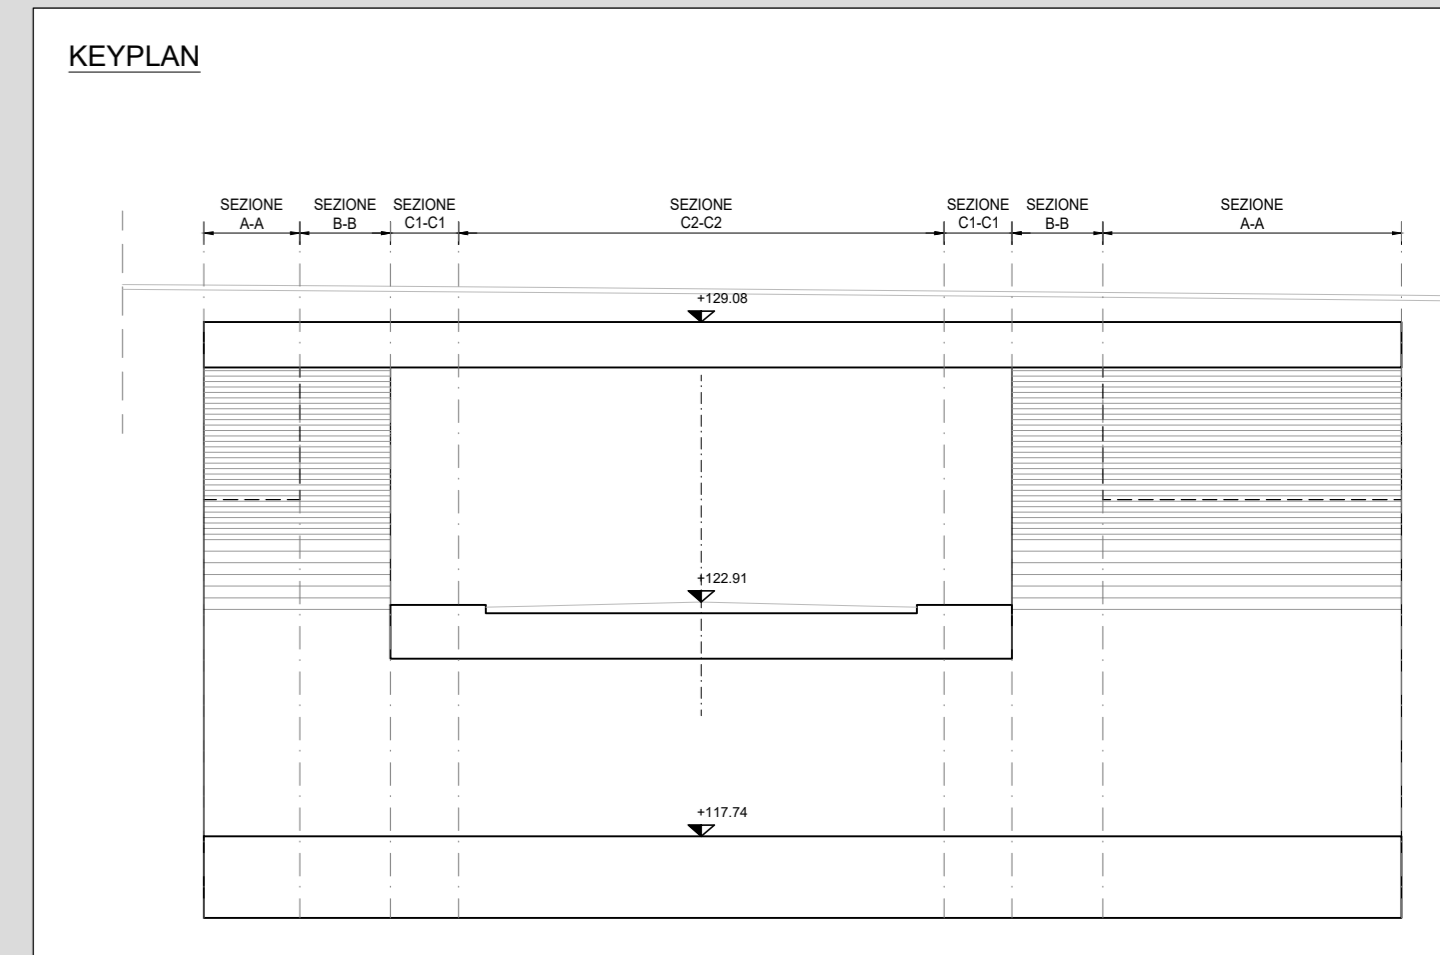 KEYPLAN
SEZIONE
A-A
SEZIONE
B-B
SEZIONE
C1-C1
SEZIONE
C2-C2
SEZIONE
C1-C1
SEZIONE
B-B
SEZIONE
A-A
+129.08
+122.91
+117.74